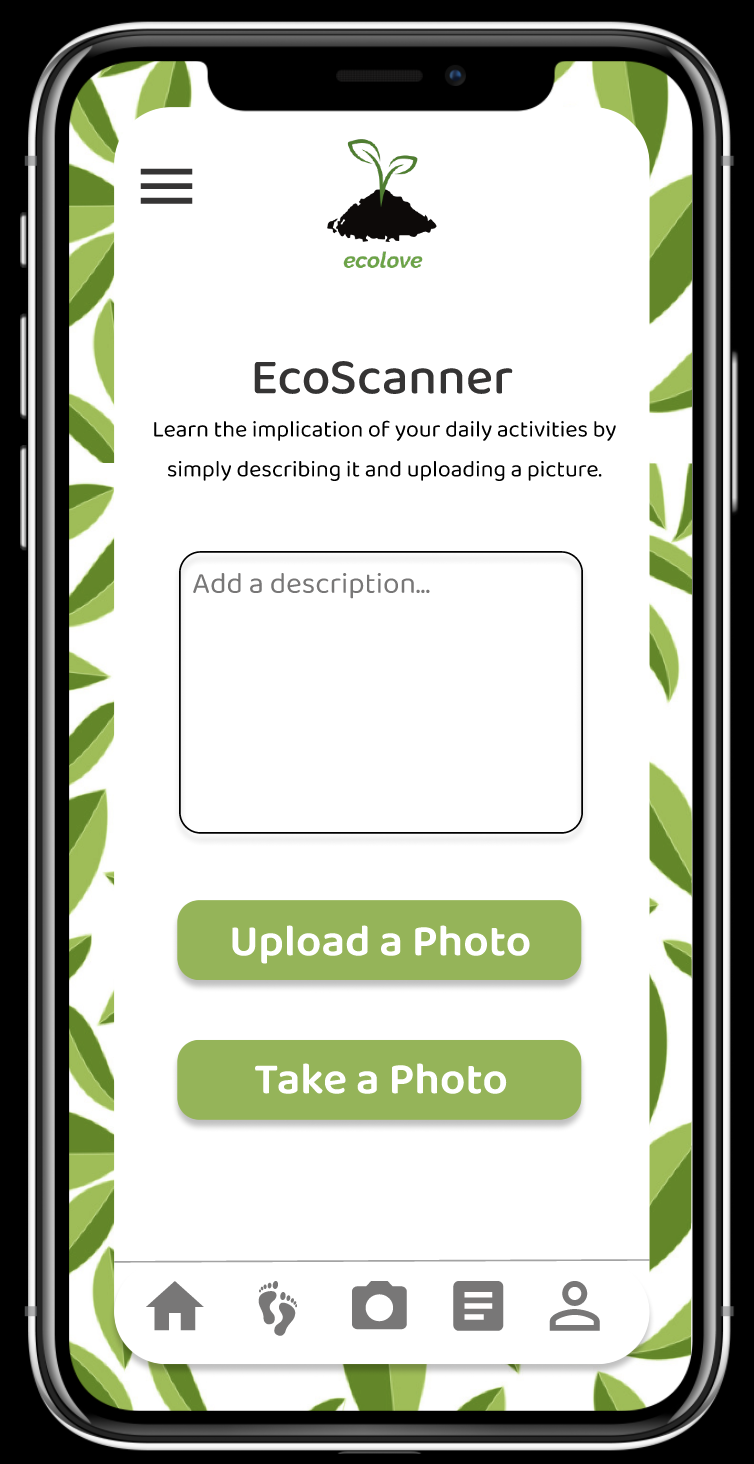 ecolove
EcoScanner
Learn the implication of your daily activities by
simply describing it and uploading a picture.
Add a description...
Upload a Photo
Take a Photo